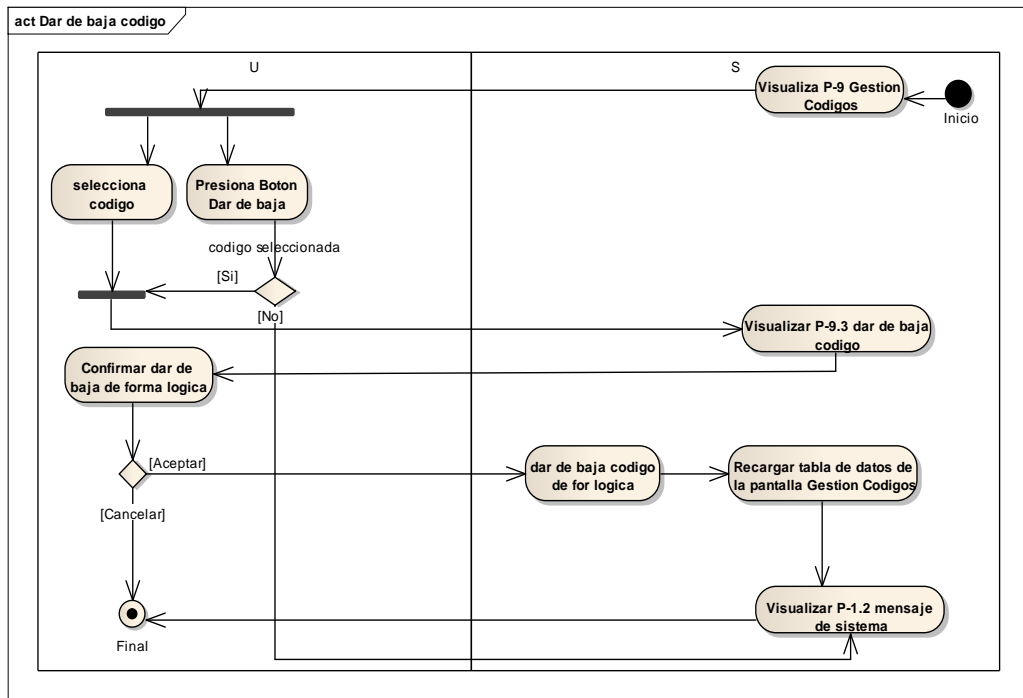 act Dar de baja codigo
U
S
Visualiza P-9 Gestion
Codigos
Inicio
selecciona
codigo
Presiona Boton
Dar de baja
codigo seleccionada
[Si]
[No]
Visualizar P-9.3 dar de baja
codigo
Confirmar dar de
baja de forma logica
[Aceptar]
dar de baja codigo
de for logica
Recargar tabla de datos de
la pantalla Gestion Codigos
[Cancelar]
Visualizar P-1.2 mensaje
de sistema
Final